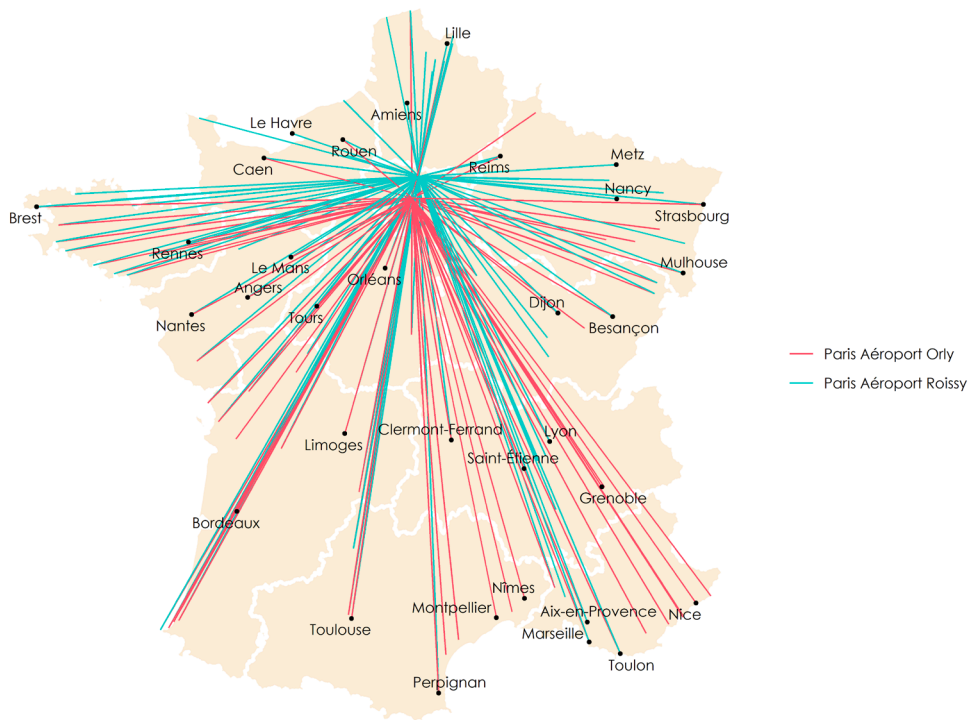 Lille
Amiens
Le Havre
Rouen
Caen
Reims
Metz
Nancy
Strasbourg
Brest
Rennes
Le Mans
Orléans
Mulhouse
Angers
Nantes
Tours
Dijon
Besançon
Paris Aéroport Orly
Paris Aéroport Roissy
Clermont-Ferrand
Lyon
Limoges
Saint-Étienne
Grenoble
Bordeaux
Nîmes
Montpellier
Aix-en-Provence
Nice
Toulouse
Marseille
Toulon
Perpignan